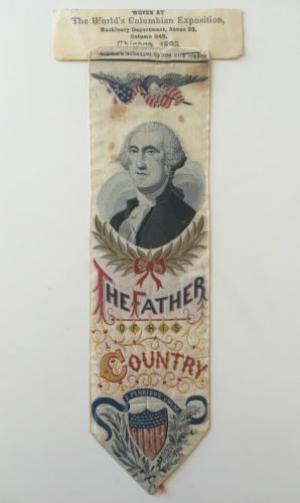 WOVEN AT
The World's Columbian Exposition,
Machinery Department, Annex 28,
Column 
Chicago, 1893.
THE FATHER
OF HIS
COUNTRY
E PLURIBUS UNUM